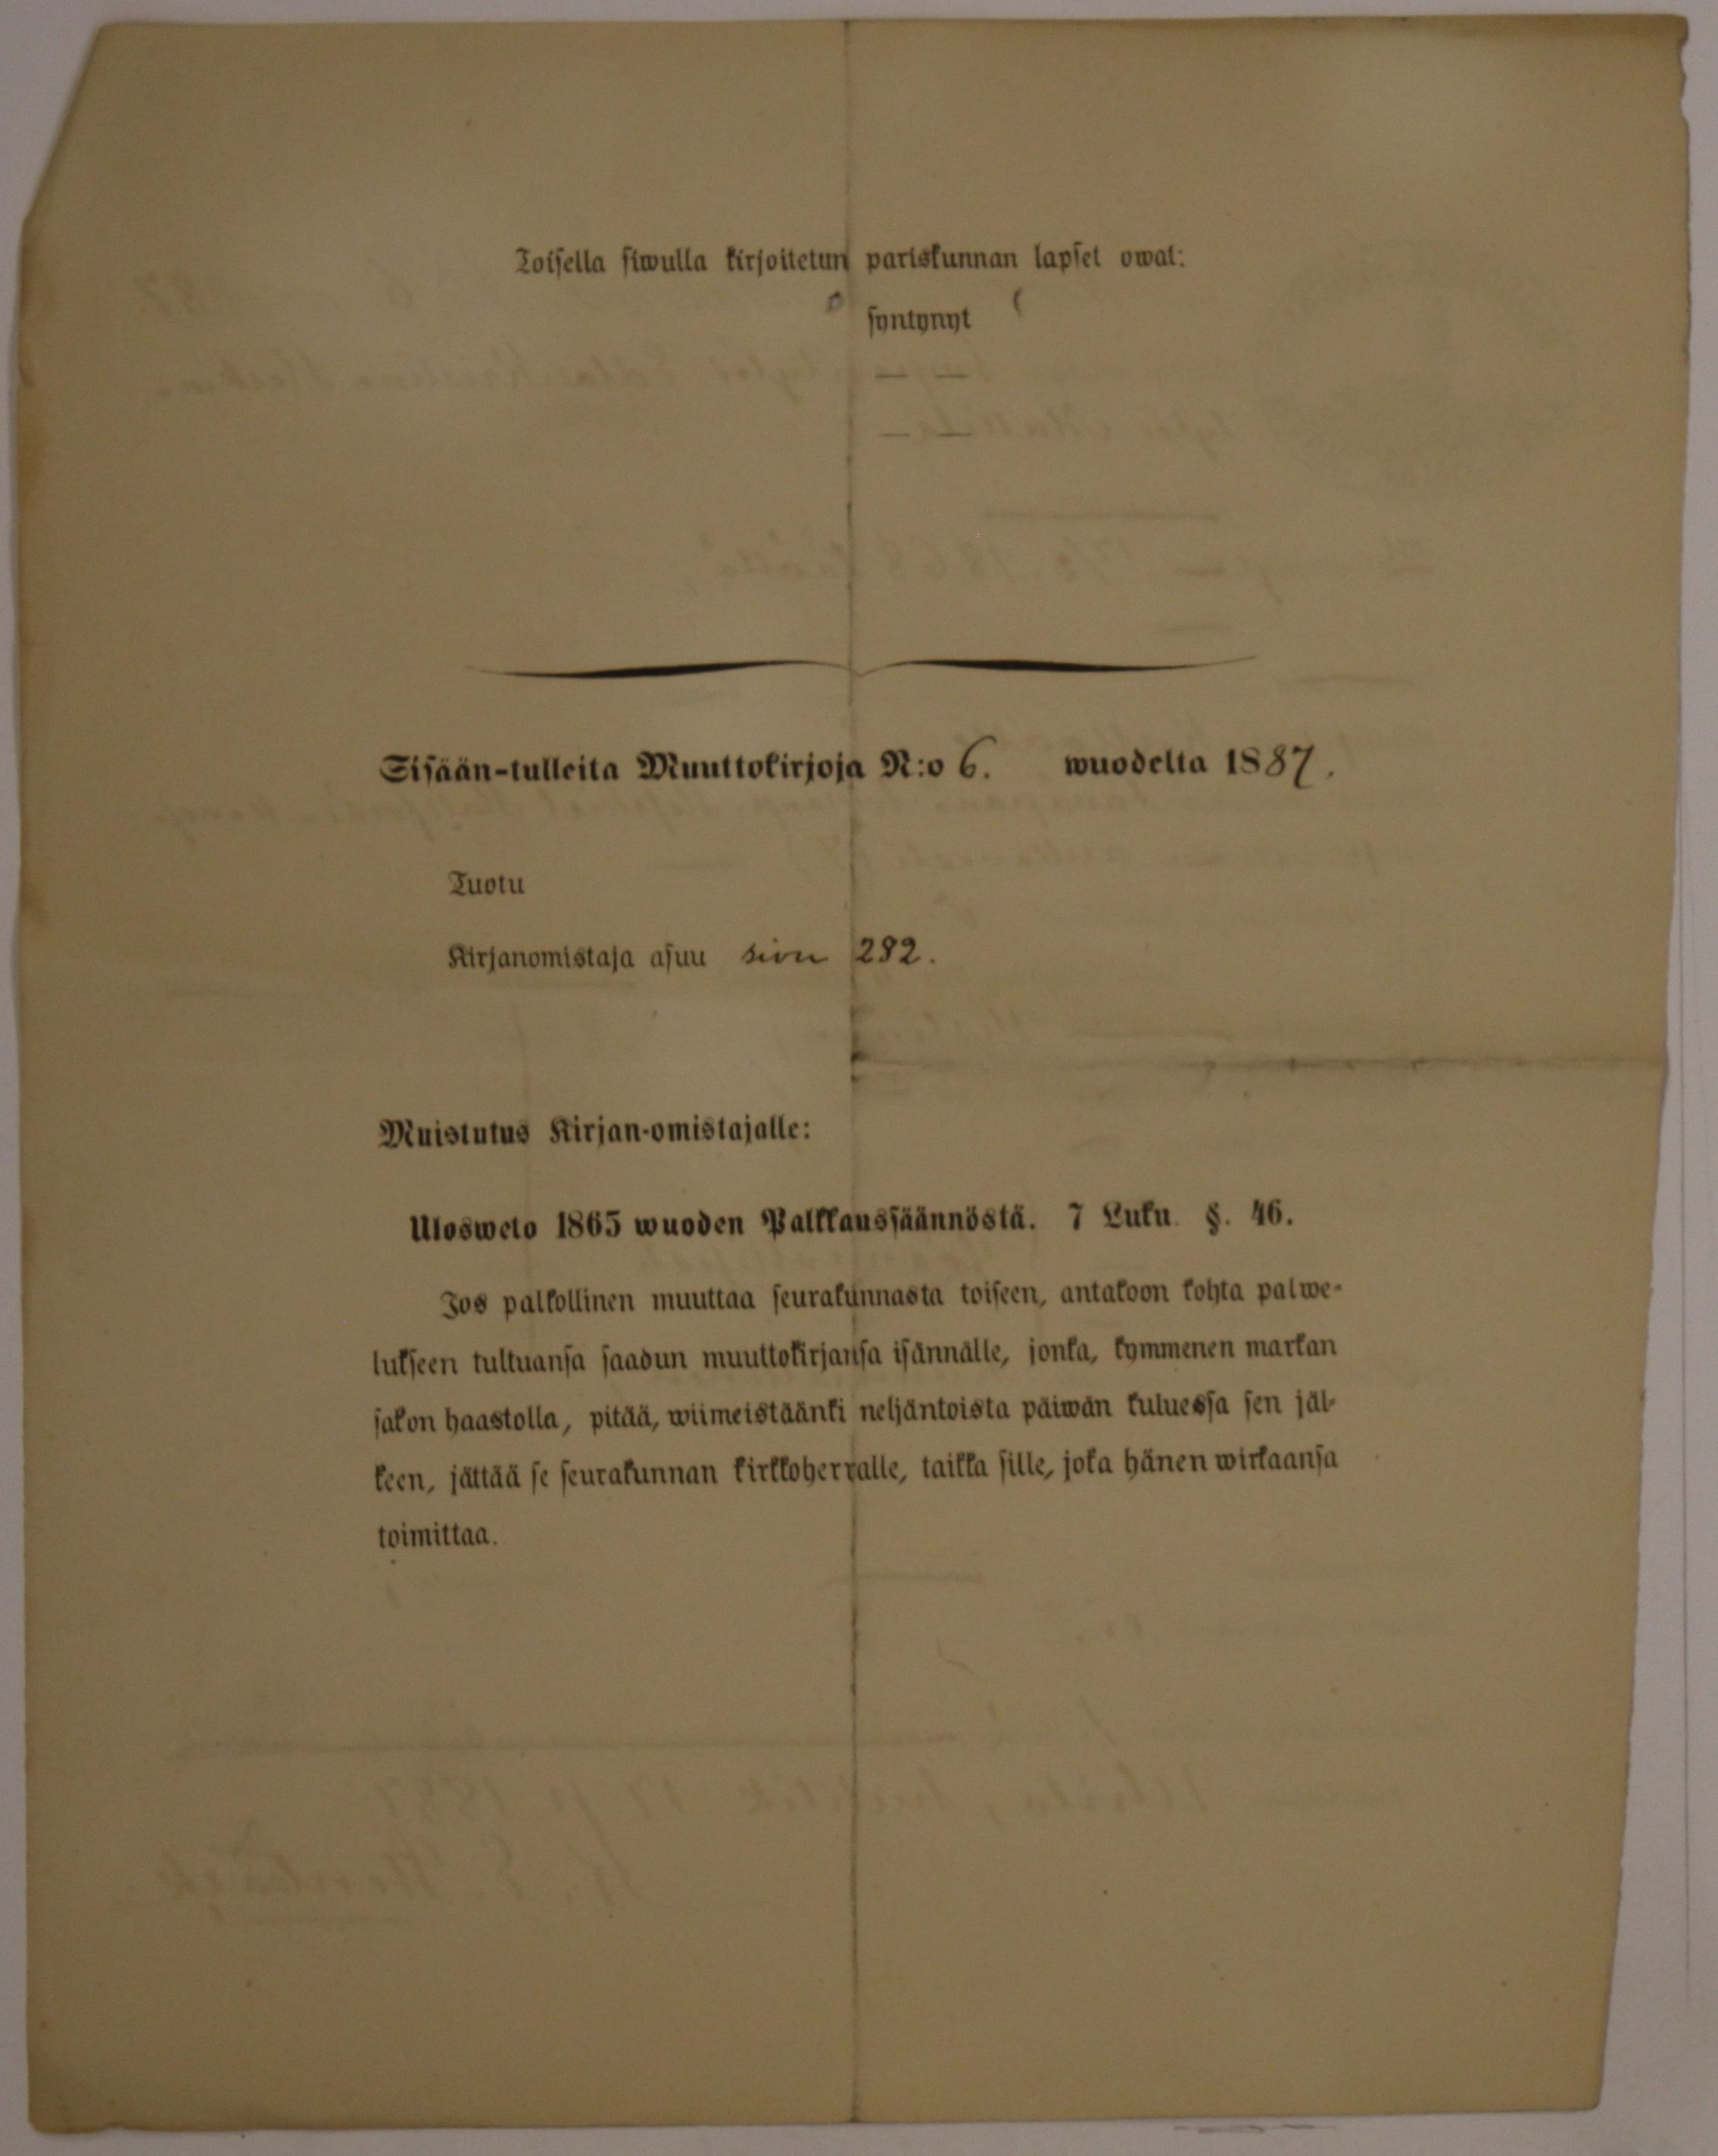 Toisella siwulla kirjoitetun pariskunnan lapset owat:
syntynyt
— —
— —
Sisään-tulleita Muuttokirjoja N:o 6. wuodelta 1887.
Tuotu
Kirjanomistaja asuu sivu 282.
Muistutus Kirjan-omistajalle:
Ulosweto 1865 wuoden Palkkaussäännöstä. 7 Luku. §. 46.
Jos palkollinen muuttaa seurakunnasta toiseen, antakoon kohta palwe-
lukseen tultuansa saadun muuttokirjansa isännälle, jonka, kymmenen markan
sakon haastolla, pitää, wiimeistäänki neljäntoista päiwän kuluessa sen jäl-
keen, jättää se seurakunnan kirkkoherralle, taikka sille, joka hänen wirkaansa
toimittaa.